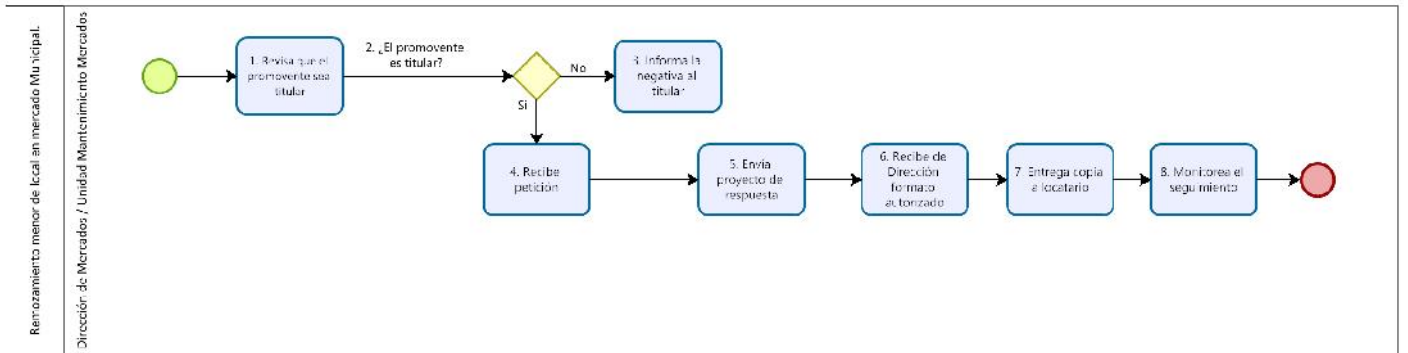 Remozamiento menor de local en mercado Municipal.
Dirección de Mercados / Unidad Mantenimiento Mercados
1. Revisa que el
promovente sea
titular
2. ¿El promovente
es titular?
No
Si
3. Informa la
negativa al
titular
4. Recibe
petición
5. Envía
proyecto de
respuesta
6. Recibe de
Dirección
formato
autorizado
7. Entrega copia
a locatario
8. Monitorea el
seguimiento